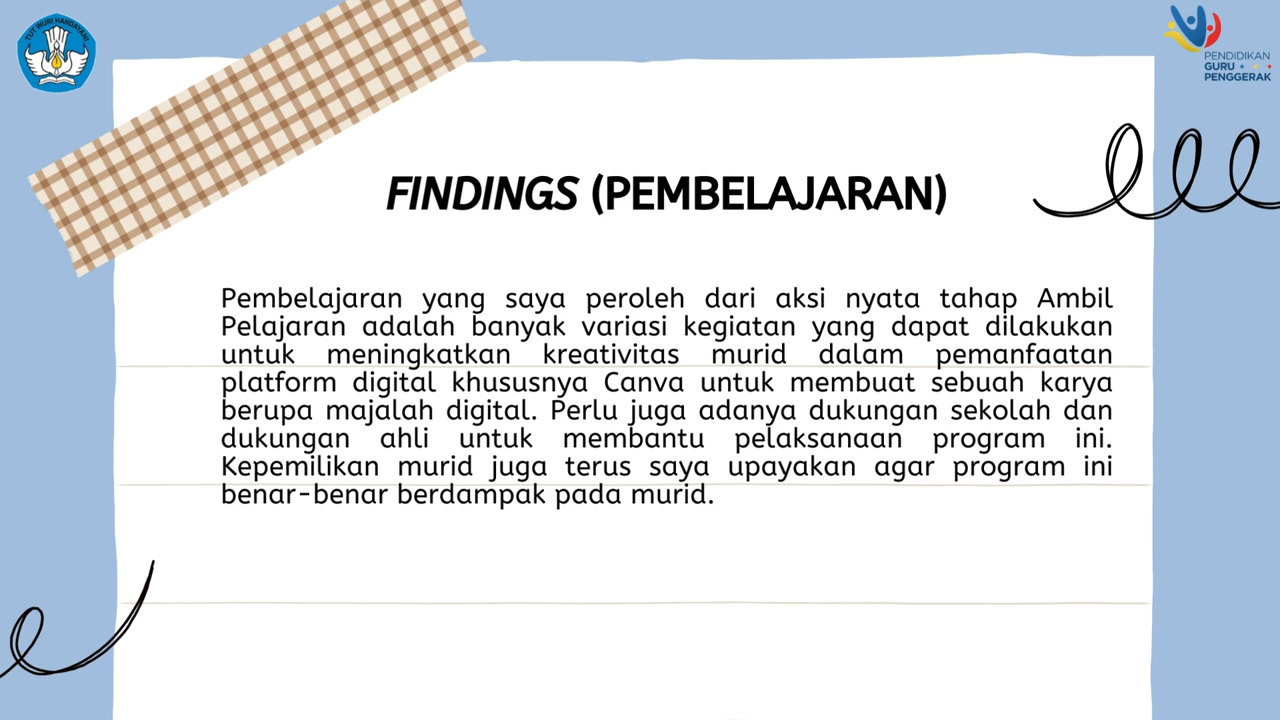 TUT WURI HANDAYANI
PENDIDIKAN
GURU
PENGGERAK
FINDINGS (PEMBELAJARAN)
Pembelajaran yang saya peroleh dari aksi nyata tahap Ambil
Pelajaran adalah banyak variasi kegiatan yang dapat dilakukan
untuk meningkatkan kreativitas murid dalam pemanfaatan
platform digital khususnya Canva untuk membuat sebuah karya
berupa majalah digital. Perlu juga adanya dukungan sekolah dan
dukungan ahli untuk membantu pelaksanaan program ini.
Kepemilikan murid juga terus saya upayakan agar program ini
benar-benar berdampak pada murid.